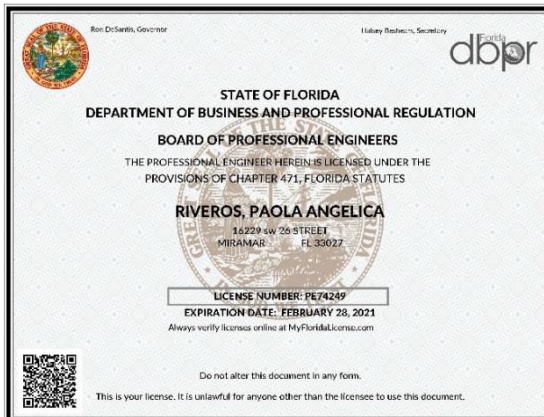 Ron DeSantis, Governor
Halsey Beshears, Secretary
Florida
dbpr
STATE OF FLORIDA
DEPARTMENT OF BUSINESS AND PROFESSIONAL REGULATION
BOARD OF PROFESSIONAL ENGINEERS
THE PROFESSIONAL ENGINEER HEREIN IS LICENSED UNDER THE
PROVISIONS OF CHAPTER 471, FLORIDA STATUTES
RIVEROS, PAOLA ANGELICA
16229 sw 26 STREET
MIRAMAR FL 33027
LICENSE NUMBER: PE74249
EXPIRATION DATE: FEBRUARY 28, 2021
Always verify licenses online at MyFloridaLicense.com
Do not alter this document in any form.
This is your license. It is unlawful for anyone other than the licensee to use this document.